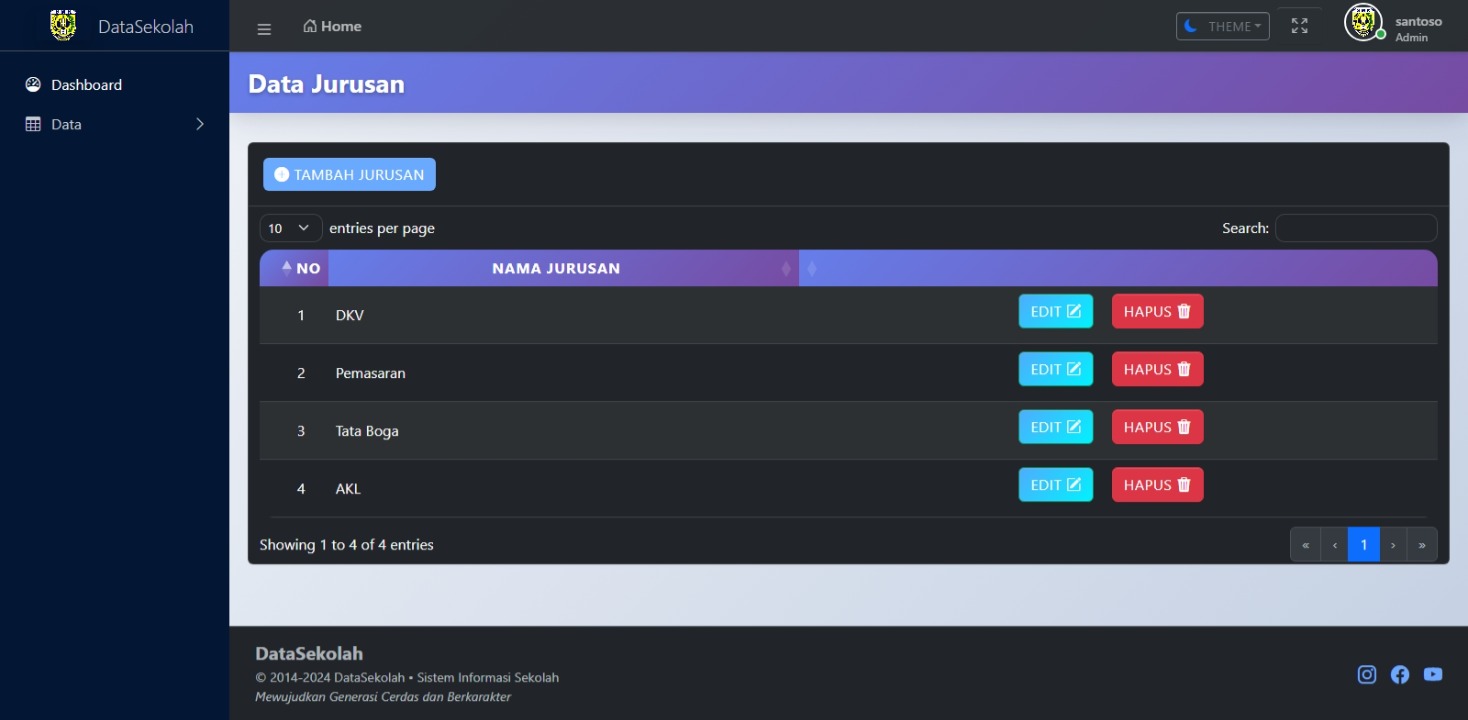 DataSekolah
Home
THEME
santoso
Admin
Dashboard
Data
Data Jurusan
TAMBAH JURUSAN
10 entries per page
Search:
NO NAMA JURUSAN
1 DKV EDIT HAPUS
2 Pemasaran EDIT HAPUS
3 Tata Boga EDIT HAPUS
4 AKL EDIT HAPUS
Showing 1 to 4 of 4 entries
« ‹ 1 › »
DataSekolah
© 2014-2024 DataSekolah • Sistem Informasi Sekolah
Mewujudkan Generasi Cerdas dan Berkarakter